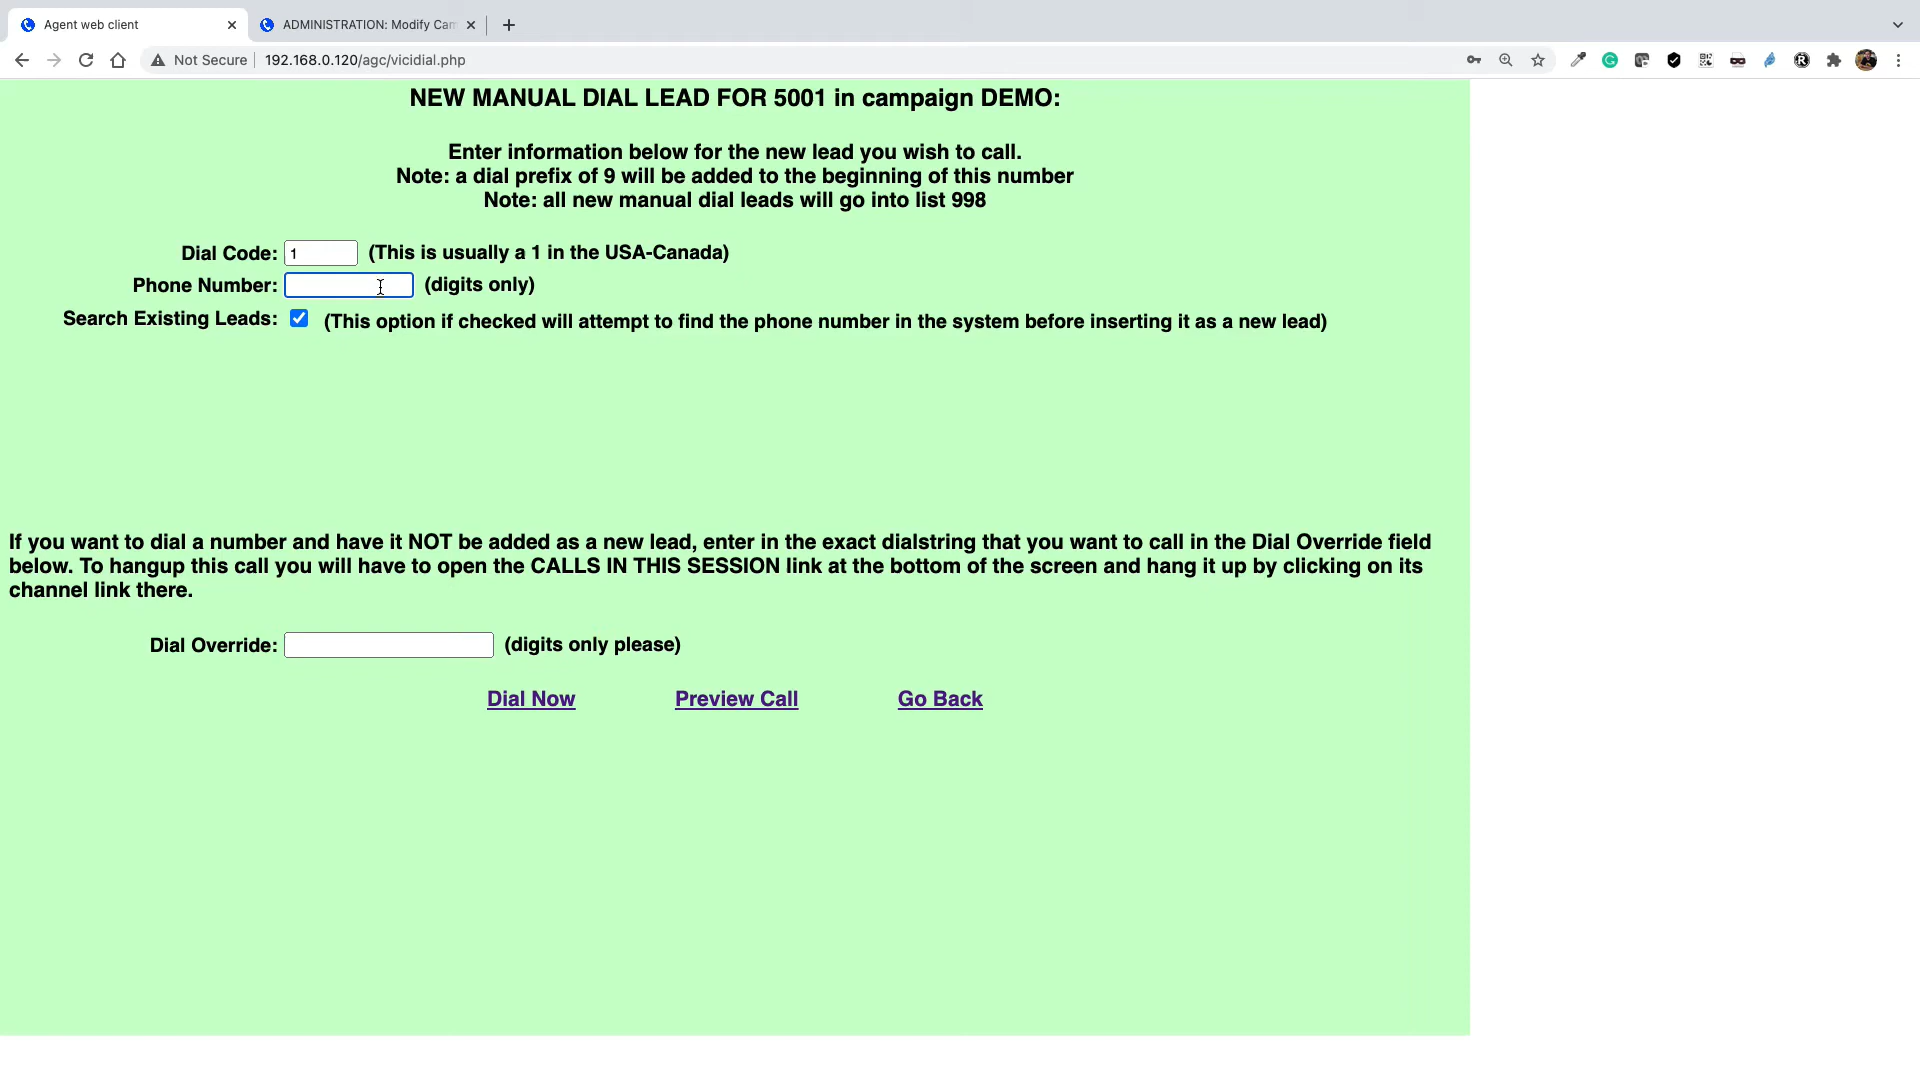 Agent web client
ADMINISTRATION: Modify Cam
Not Secure
192.168.0.120/agc/vicidial.php
NEW MANUAL DIAL LEAD FOR 5001 in campaign DEMO:
Enter information below for the new lead you wish to call.
Note: a dial prefix of 9 will be added to the beginning of this number
Note: all new manual dial leads will go into list 998
Dial Code: 1 (This is usually a 1 in the USA-Canada)
Phone Number: (digits only)
Search Existing Leads: (This option if checked will attempt to find the phone number in the system before inserting it as a new lead)
If you want to dial a number and have it NOT be added as a new lead, enter in the exact dialstring that you want to call in the Dial Override field
below. To hangup this call you will have to open the CALLS IN THIS SESSION link at the bottom of the screen and hang it up by clicking on its
channel link there.
Dial Override: (digits only please)
Dial Now Preview Call Go Back